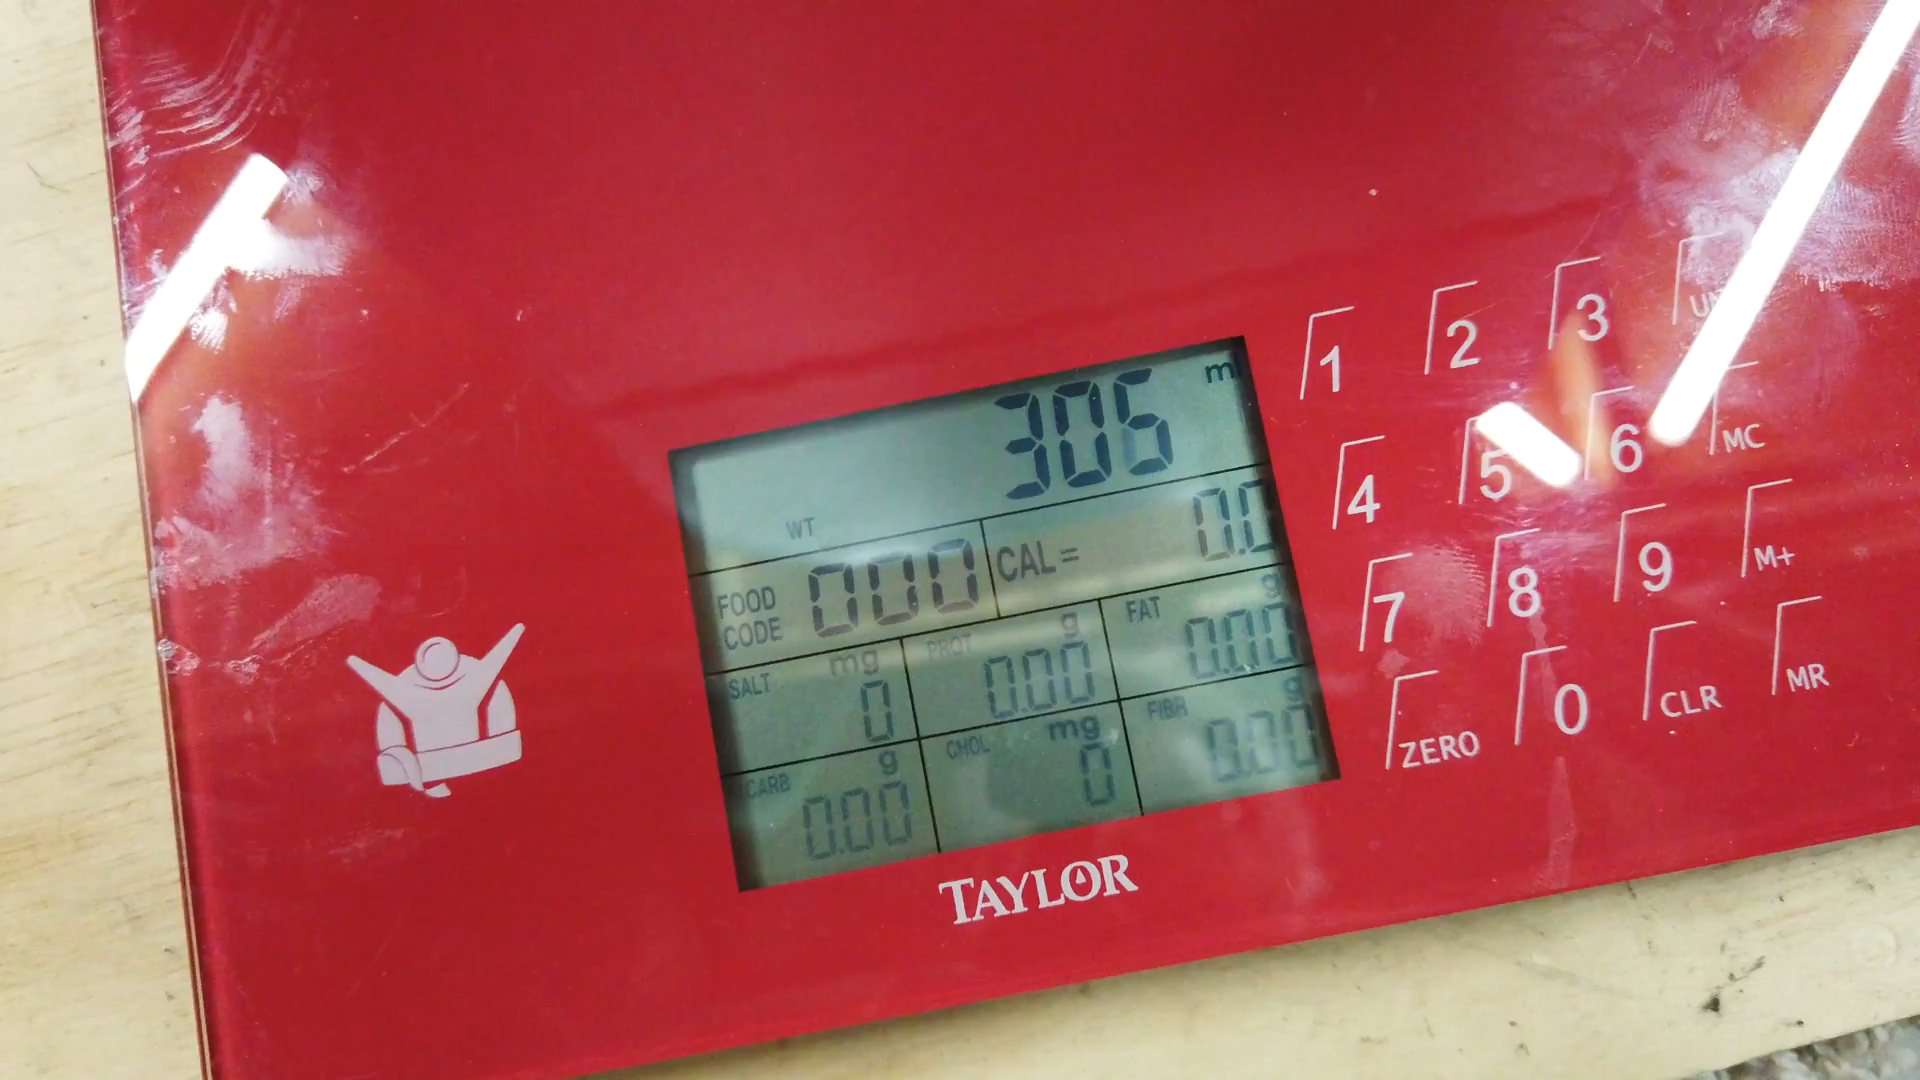 305 ml
WT
FOOD CODE 000 CAL= 0.0
SALT mg 0 PROT g 0.00 FAT g 0.00
CARB g 0.00 CHOL mg 0 FIBR g 0.00
TAYLOR
1 2 3
4 5 6 MC
7 8 9 M+
ZERO 0 CLR MR